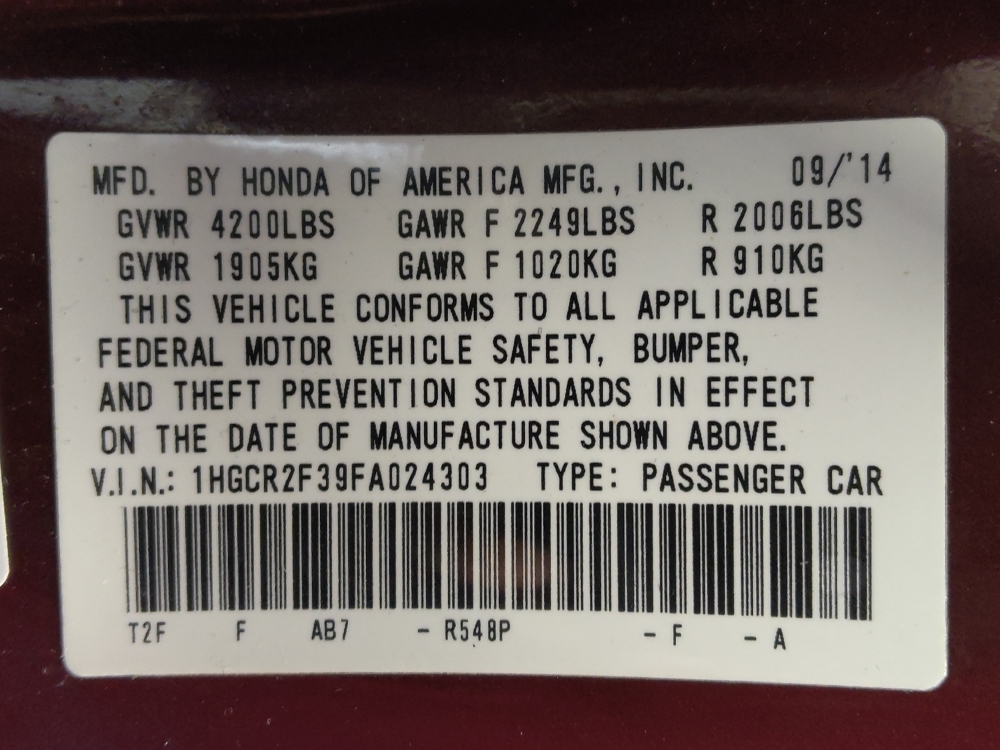 MFD. BY HONDA OF AMERICA MFG., INC. 09/'14
GVWR 4200LBS GAWR F 2249LBS R 2006LBS
GVWR 1905KG GAWR F 1020KG R 910KG
THIS VEHICLE CONFORMS TO ALL APPLICABLE
FEDERAL MOTOR VEHICLE SAFETY, BUMPER,
AND THEFT PREVENTION STANDARDS IN EFFECT
ON THE DATE OF MANUFACTURE SHOWN ABOVE.
V.I.N.: 1HGCR2F39FA024303 TYPE: PASSENGER CAR
T2F F AB7 - R548P - F - A